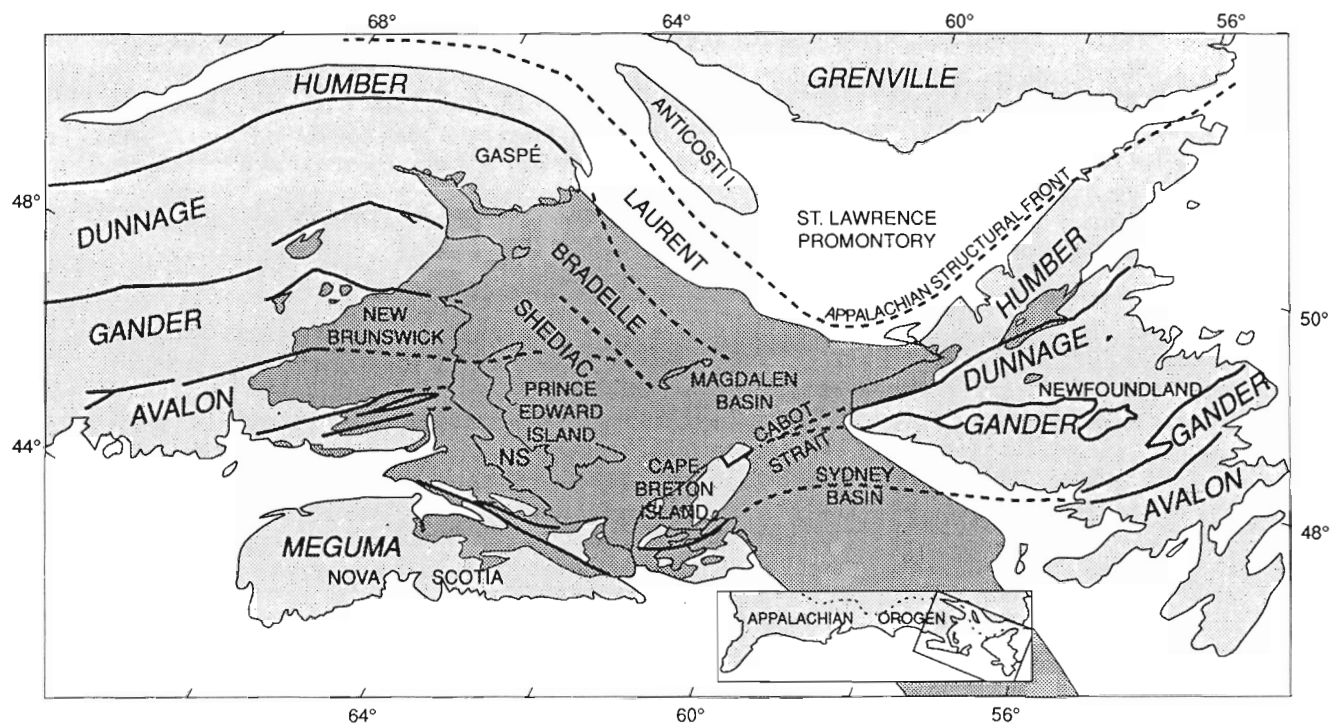 68° 64° 60° 56°
HUMBER
GRENVILLE
ANTICOSTI I.
GASPÉ
48°
DUNNAGE
LAURENT
ST. LAWRENCE
PROMONTORY
APPALACHIAN STRUCTURAL FRONT
HUMBER
BRADELLE
SHEDIAC
GANDER
NEW
BRUNSWICK
50°
DUNNAGE
MAGDALEN
BASIN
NEWFOUNDLAND
PRINCE
EDWARD
ISLAND
AVALON
CABOT
STRAIT
GANDER
GANDER
44°
NS
CAPE
BRETON
ISLAND
SYDNEY
BASIN
AVALON
48°
MEGUMA
NOVA SCOTIA
APPALACHIAN OROGEN
64° 60° 56°